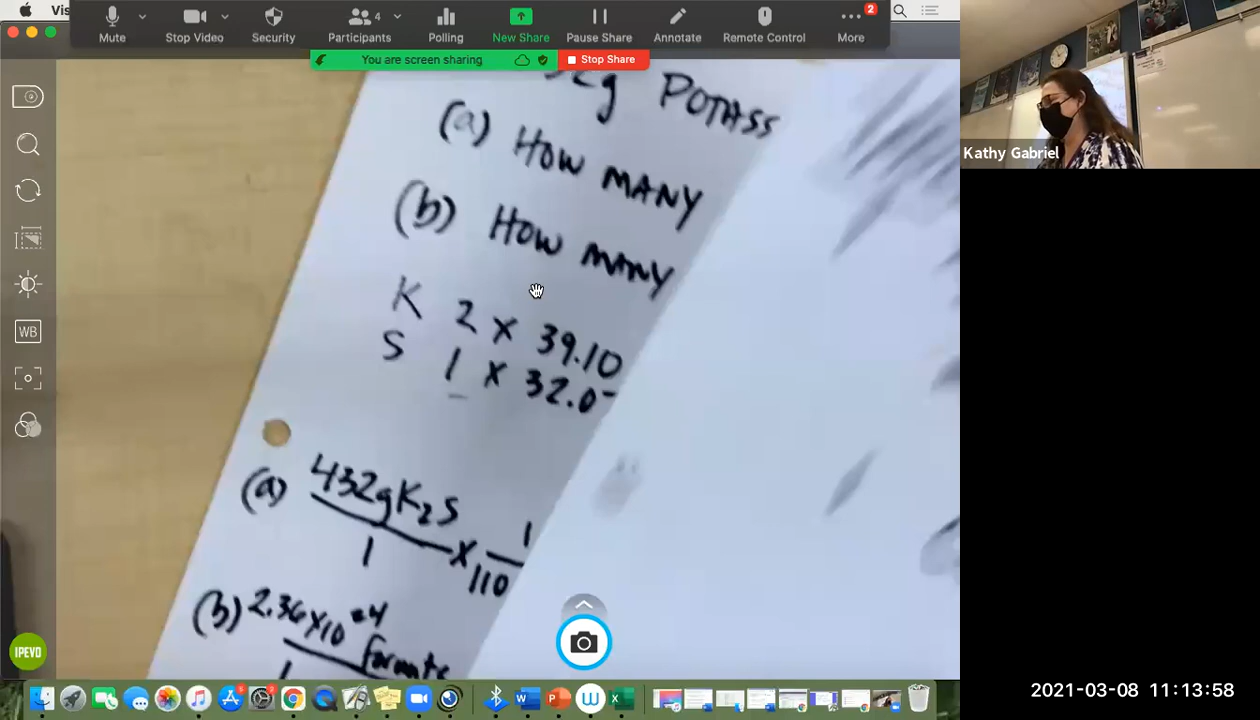 Vis
Mute
Stop Video
Security
4
Participants
Polling
New Share
Pause Share
Annotate
Remote Control
2
More
You are screen sharing
Stop Share
g POTASS
(a) HOW MANY
(b) HOW MANY
K 2 x 39.10
S 1 x 32.0
(a) 432g K2S x 1
1 110
(b) 2.36x10
1
WB
IPEVO
Kathy Gabriel
2021-03-08 11:13:58